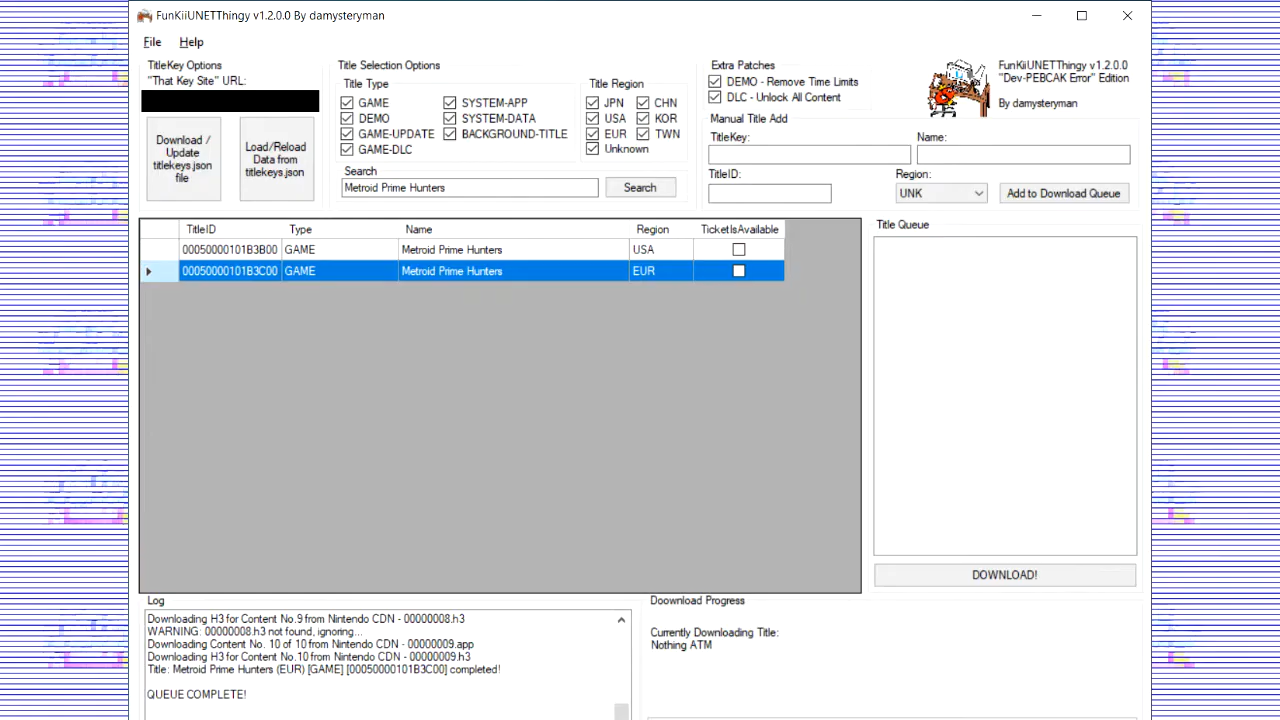 FunKiiUNETThingy v1.2.0.0 By damysteryman
File Help
TitleKey Options
"That Key Site" URL:
Download / Update titlekeys.json file
Load/Reload Data from titlekeys.json
Title Selection Options
Title Type
GAME
DEMO
GAME-UPDATE
GAME-DLC
SYSTEM-APP
SYSTEM-DATA
BACKGROUND-TITLE
Title Region
JPN CHN
USA KOR
EUR TWN
Unknown
Search
Metroid Prime Hunters
Search
Extra Patches
DEMO - Remove Time Limits
DLC - Unlock All Content
FunKiiUNETThingy v1.2.0.0
"Dev-PEBCAK Error" Edition
By damysteryman
Manual Title Add
TitleKey: Name:
TitleID: Region:
UNK
Add to Download Queue
TitleID Type Name Region TicketIsAvailable
00050000101B3B00 GAME Metroid Prime Hunters USA
00050000101B3C00 GAME Metroid Prime Hunters EUR
Title Queue
DOWNLOAD!
Log
Downloading H3 for Content No.9 from Nintendo CDN - 00000008.h3
WARNING: 00000008.h3 not found, ignoring...
Downloading Content No. 10 of 10 from Nintendo CDN - 00000009.app
Downloading H3 for Content No.10 from Nintendo CDN - 00000009.h3
Title: Metroid Prime Hunters (EUR) [GAME] [00050000101B3C00] completed!
QUEUE COMPLETE!
Doownload Progress
Currently Downloading Title:
Nothing ATM